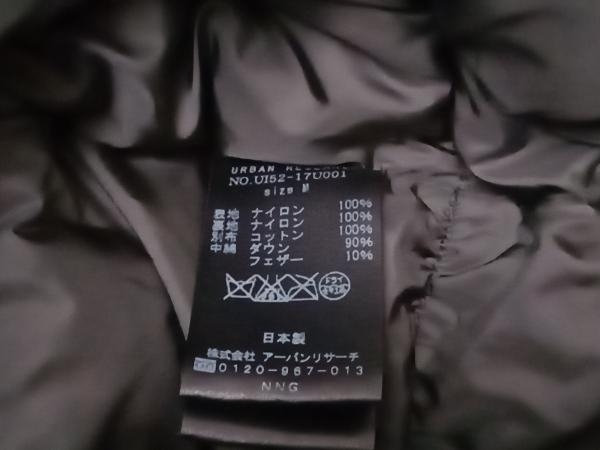 URBAN RESEARCH
NO.UI52-17U001
size M
表地 ナイロン 100%
裏地 ナイロン 100%
別布 コットン 100%
中綿 ダウン 90%
フェザー 10%
ドライ
日本製
株式会社 アーバンリサーチ
0120-967-013
NNG